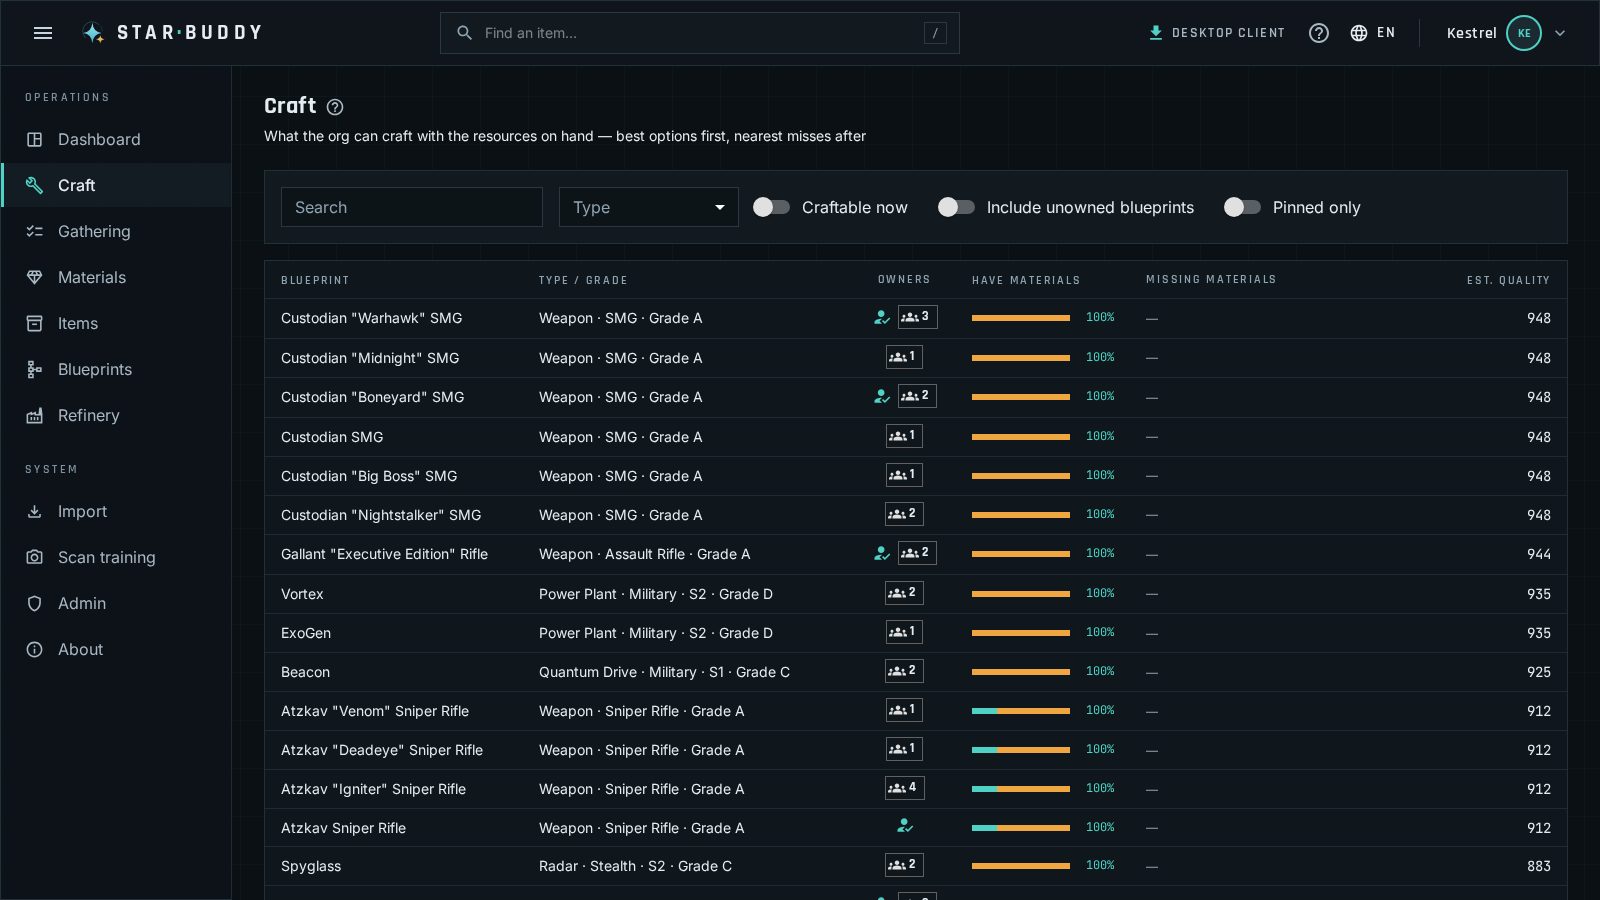 STAR·BUDDY
Find an item...
/
DESKTOP CLIENT
EN
Kestrel
KE
OPERATIONS
Dashboard
Craft
Gathering
Materials
Items
Blueprints
Refinery
SYSTEM
Import
Scan training
Admin
About
Craft
What the org can craft with the resources on hand — best options first, nearest misses after
Search
Type
Craftable now
Include unowned blueprints
Pinned only
BLUEPRINT TYPE / GRADE OWNERS HAVE MATERIALS MISSING MATERIALS EST. QUALITY
Custodian "Warhawk" SMG Weapon · SMG · Grade A 3 100% — 948
Custodian "Midnight" SMG Weapon · SMG · Grade A 1 100% — 948
Custodian "Boneyard" SMG Weapon · SMG · Grade A 2 100% — 948
Custodian SMG Weapon · SMG · Grade A 1 100% — 948
Custodian "Big Boss" SMG Weapon · SMG · Grade A 1 100% — 948
Custodian "Nightstalker" SMG Weapon · SMG · Grade A 2 100% — 948
Gallant "Executive Edition" Rifle Weapon · Assault Rifle · Grade A 2 100% — 944
Vortex Power Plant · Military · S2 · Grade D 2 100% — 935
ExoGen Power Plant · Military · S2 · Grade D 1 100% — 935
Beacon Quantum Drive · Military · S1 · Grade C 2 100% — 925
Atzkav "Venom" Sniper Rifle Weapon · Sniper Rifle · Grade A 1 100% — 912
Atzkav "Deadeye" Sniper Rifle Weapon · Sniper Rifle · Grade A 1 100% — 912
Atzkav "Igniter" Sniper Rifle Weapon · Sniper Rifle · Grade A 4 100% — 912
Atzkav Sniper Rifle Weapon · Sniper Rifle · Grade A 100% — 912
Spyglass Radar · Stealth · S2 · Grade C 2 100% — 883